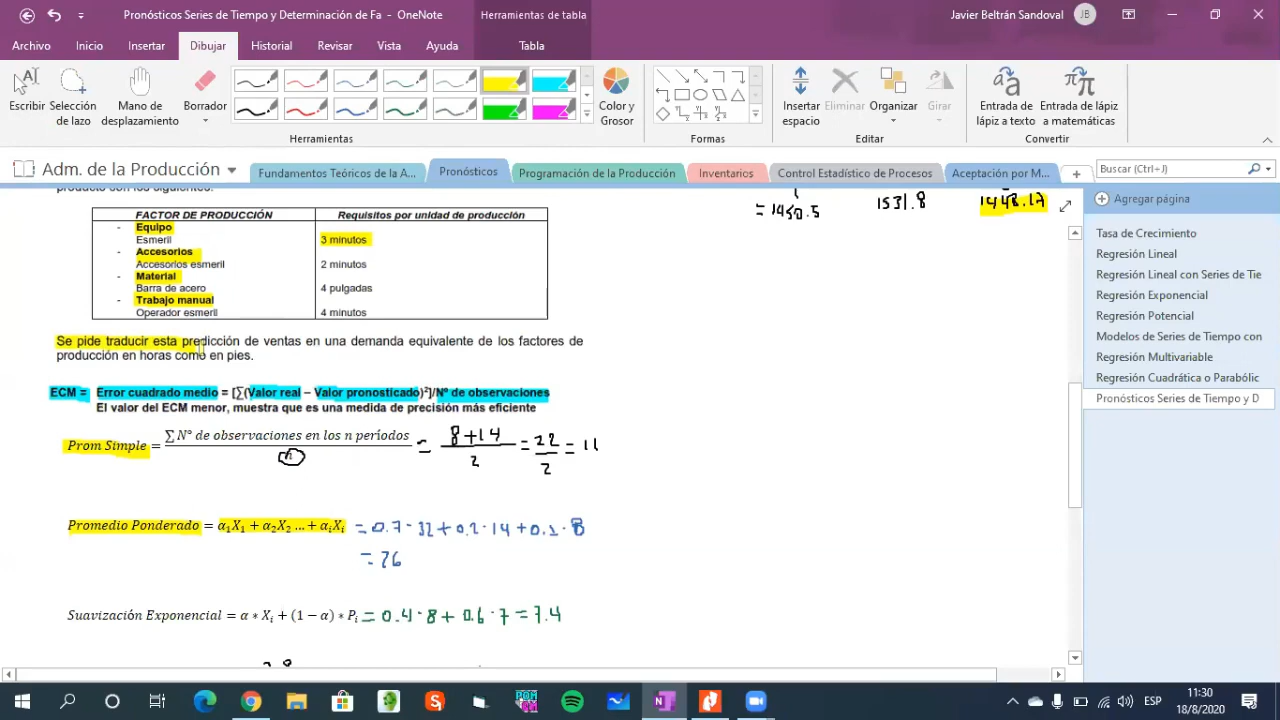 Pronósticos Series de Tiempo y Determinación de Fa - OneNote
Herramientas de tabla
Javier Beltrán Sandoval
JB
Archivo Inicio Insertar Dibujar Historial Revisar Vista Ayuda Tabla
Escribir
Selección de lazo
Mano de desplazamiento
Borrador
Color y Grosor
Insertar espacio
Eliminar
Organizar
Girar
Entrada de lápiz a texto
Entrada de lápiz a matemáticas
Herramientas
Formas
Editar
Convertir
Adm. de la Producción
Fundamentos Teóricos de la A...
Pronósticos
Programación de la Producción
Inventarios
Control Estadístico de Procesos
Aceptación por M...
Buscar (Ctrl+J)
producto son los siguientes:
= 1450.5 1531.8 1448.17
FACTOR DE PRODUCCIÓN Requisitos por unidad de producción
- Equipo
Esmeril 3 minutos
- Accesorios
Accesorios esmeril 2 minutos
- Material
Barra de acero 4 pulgadas
- Trabajo manual
Operador esmeril 4 minutos
Se pide traducir esta predicción de ventas en una demanda equivalente de los factores de
producción en horas como en pies.
ECM = Error cuadrado medio = [∑(Valor real – Valor pronosticado)²]/Nº de observaciones
El valor del ECM menor, muestra que es una medida de precisión más eficiente
Prom Simple = ∑ N° de observaciones en los n períodos / n = 8+14 / 2 = 22 / 2 = 11
Promedio Ponderado = α₁X₁ + α₂X₂ ... + αᵢXᵢ = 0.7 · 32 + 0.2 · 14 + 0.1 · 8
= 26
Suavización Exponencial = α ∗ Xᵢ + (1 − α) ∗ Pᵢ = 0.4 · 8 + 0.6 · 7 = 7.4
Agregar página
Tasa de Crecimiento
Regresión Lineal
Regresión Lineal con Series de Tie
Regresión Exponencial
Regresión Potencial
Modelos de Series de Tiempo con
Regresión Multivariable
Regresión Cuadrática o Parabólic
Pronósticos Series de Tiempo y D
ESP
11:30
18/8/2020